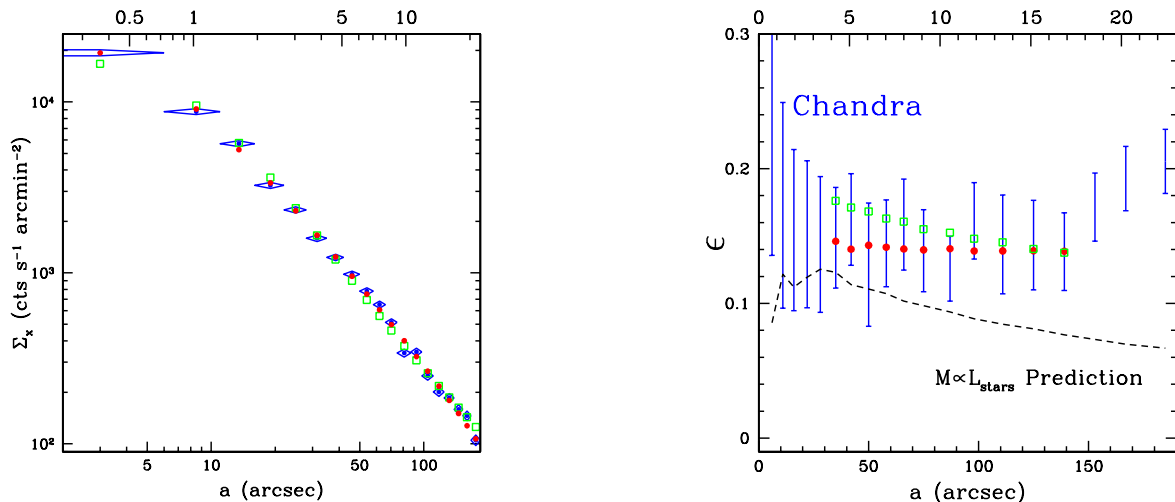 0.5 1 5 10
10⁴
10³
10²
Σₓ (cts s⁻¹ arcmin⁻²)
5 10 50 100
a (arcsec)
0 5 10 15 20
0.3
0.2
0.1
0
ϵ
Chandra
M∝L_stars Prediction
0 50 100 150
a (arcsec)